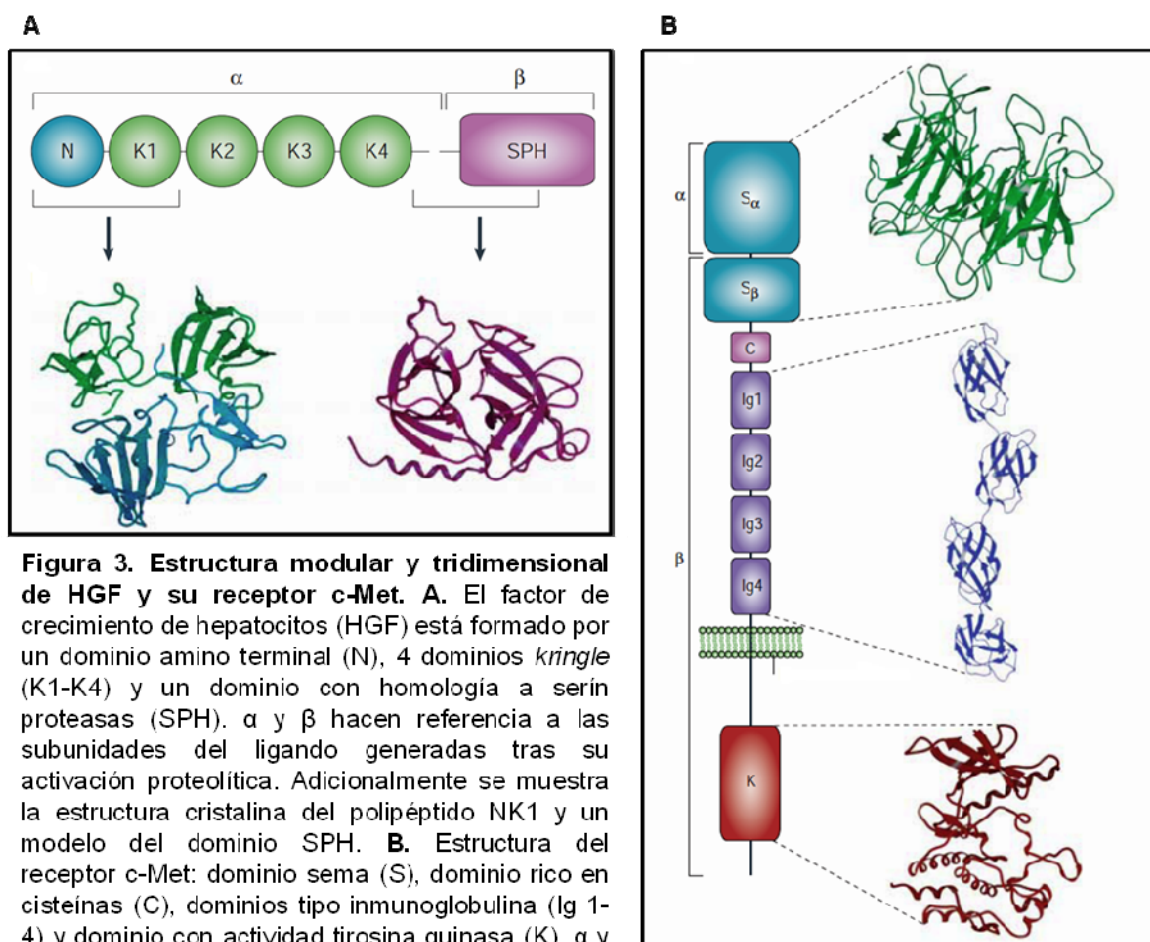 A
α
β
N
K1
K2
K3
K4
SPH
Figura 3. Estructura modular y tridimensional
de HGF y su receptor c-Met. A. El factor de
crecimiento de hepatocitos (HGF) está formado por
un dominio amino terminal (N), 4 dominios kringle
(K1-K4) y un dominio con homología a serín
proteasas (SPH). α y β hacen referencia a las
subunidades del ligando generadas tras su
activación proteolítica. Adicionalmente se muestra
la estructura cristalina del polipéptido NK1 y un
modelo del dominio SPH. B. Estructura del
receptor c-Met: dominio sema (S), dominio rico en
cisteínas (C), dominios tipo inmunoglobulina (Ig 1-
4) y dominio con actividad tirosina quinasa (K). α y
B
α
Sα
Sβ
C
Ig1
Ig2
Ig3
Ig4
β
K